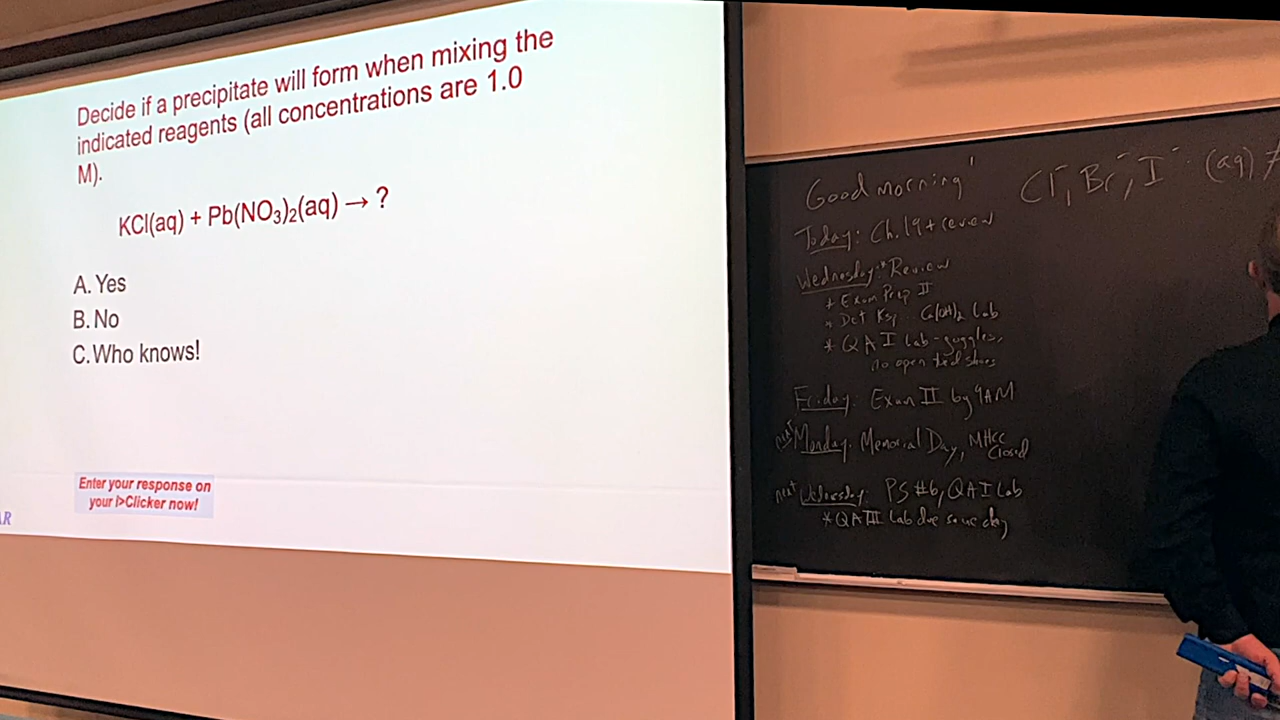 Decide if a precipitate will form when mixing the
indicated reagents (all concentrations are 1.0
M).
KCl(aq) + Pb(NO₃)₂(aq) → ?
A. Yes
B. No
C. Who knows!
Enter your response on
your I>Clicker now!
AR
Good morning!
Cl⁻, Br⁻, I⁻ (aq) ≠
Today: Ch. 19 + review
Wednesday: *Review
* Exam Prep II
* Det Ksp Ca(OH)₂ Lab
* QA I Lab - goggles,
no open toed shoes
Friday: Exam II by 9AM
next Monday: Memorial Day, MHCC
Closed
next Wednesday: PS #6, QA I Lab
* QA III Lab due same day